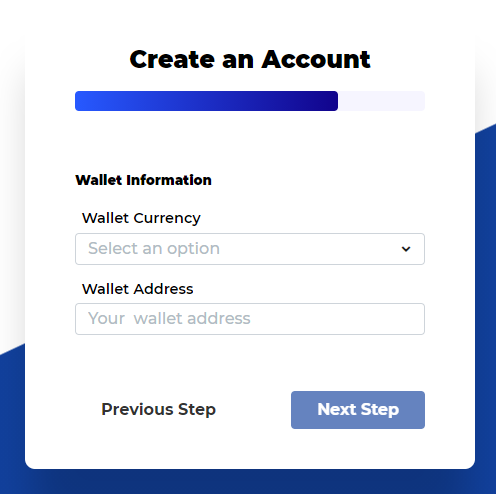 Create an Account
Wallet Information
Wallet Currency
Select an option
Wallet Address
Your  wallet address
Previous Step
Next Step